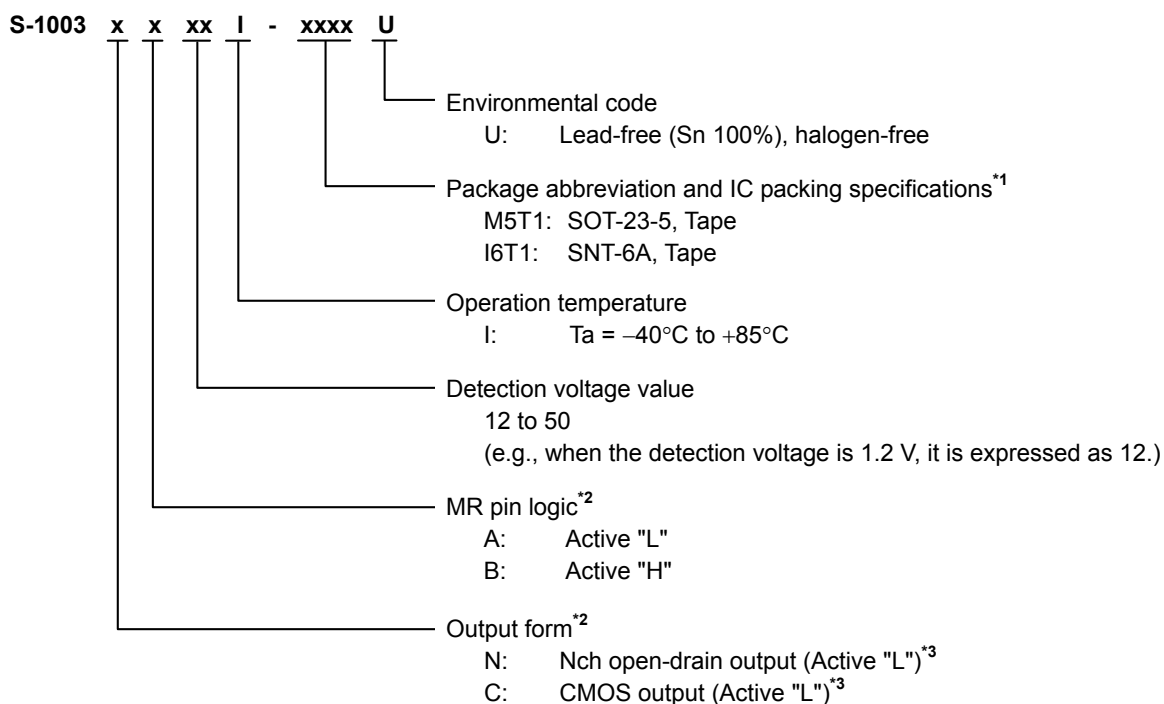 S-1003 x x xx I - xxxx U
Environmental code
U: Lead-free (Sn 100%), halogen-free
Package abbreviation and IC packing specifications*1
M5T1: SOT-23-5, Tape
I6T1: SNT-6A, Tape
Operation temperature
I: Ta = −40°C to +85°C
Detection voltage value
12 to 50
(e.g., when the detection voltage is 1.2 V, it is expressed as 12.)
MR pin logic*2
A: Active "L"
B: Active "H"
Output form*2
N: Nch open-drain output (Active "L")*3
C: CMOS output (Active "L")*3